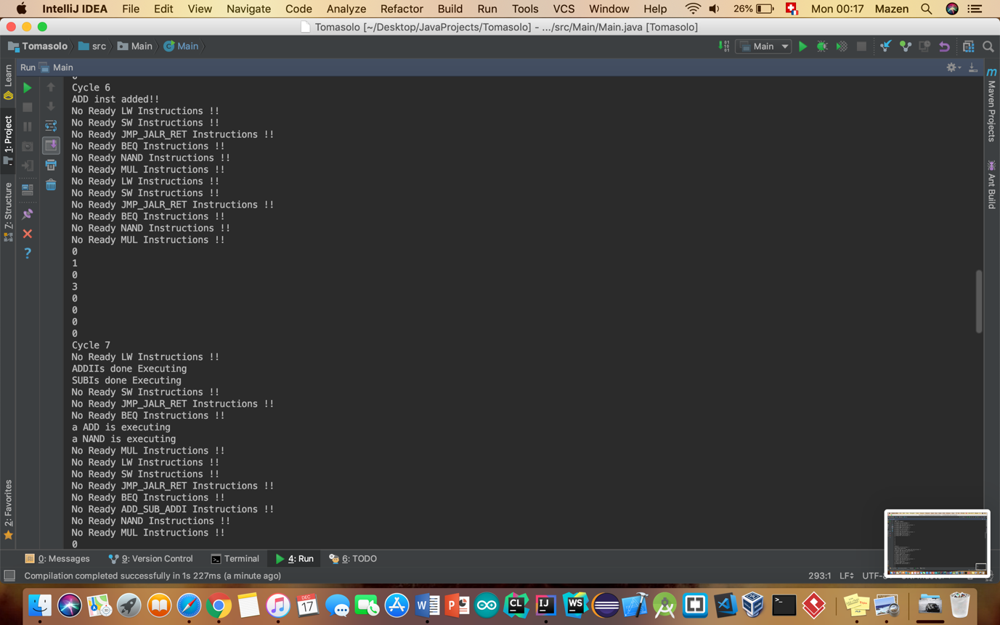 IntelliJ IDEA File Edit View Navigate Code Analyze Refactor Build Run Tools VCS Window Help 26% Mon 00:17 Mazen
Tomasolo [~/Desktop/JavaProjects/Tomasolo] - .../src/Main/Main.java [Tomasolo]
Tomasolo src Main Main Main
Run Main
Learn
1: Project
Z: Structure
2: Favorites
Maven Projects
Ant Build
Cycle 6
ADD inst added!!
No Ready LW Instructions !!
No Ready SW Instructions !!
No Ready JMP_JALR_RET Instructions !!
No Ready BEQ Instructions !!
No Ready NAND Instructions !!
No Ready MUL Instructions !!
No Ready LW Instructions !!
No Ready SW Instructions !!
No Ready JMP_JALR_RET Instructions !!
No Ready BEQ Instructions !!
No Ready NAND Instructions !!
No Ready MUL Instructions !!
0
1
0
3
0
0
0
0
Cycle 7
No Ready LW Instructions !!
ADDIIs done Executing
SUBIs done Executing
No Ready SW Instructions !!
No Ready JMP_JALR_RET Instructions !!
No Ready BEQ Instructions !!
a ADD is executing
a NAND is executing
No Ready MUL Instructions !!
No Ready LW Instructions !!
No Ready SW Instructions !!
No Ready JMP_JALR_RET Instructions !!
No Ready BEQ Instructions !!
No Ready ADD_SUB_ADDI Instructions !!
No Ready NAND Instructions !!
No Ready MUL Instructions !!
0
0: Messages 9: Version Control Terminal 4: Run 6: TODO
Compilation completed successfully in 1s 227ms (a minute ago) 293:1 LF
DEC
17
W P CL IJ WS